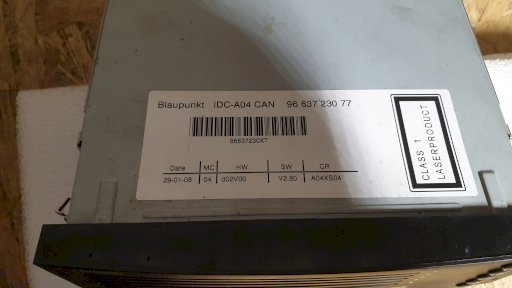 Blaupunkt IDC-A04 CAN 96 637 230 77
96637230XT
Date MC HW SW CR
29-01-08 04 d02V00 V2.80 A04XS04
CLASS 1
LASERPRODUCT